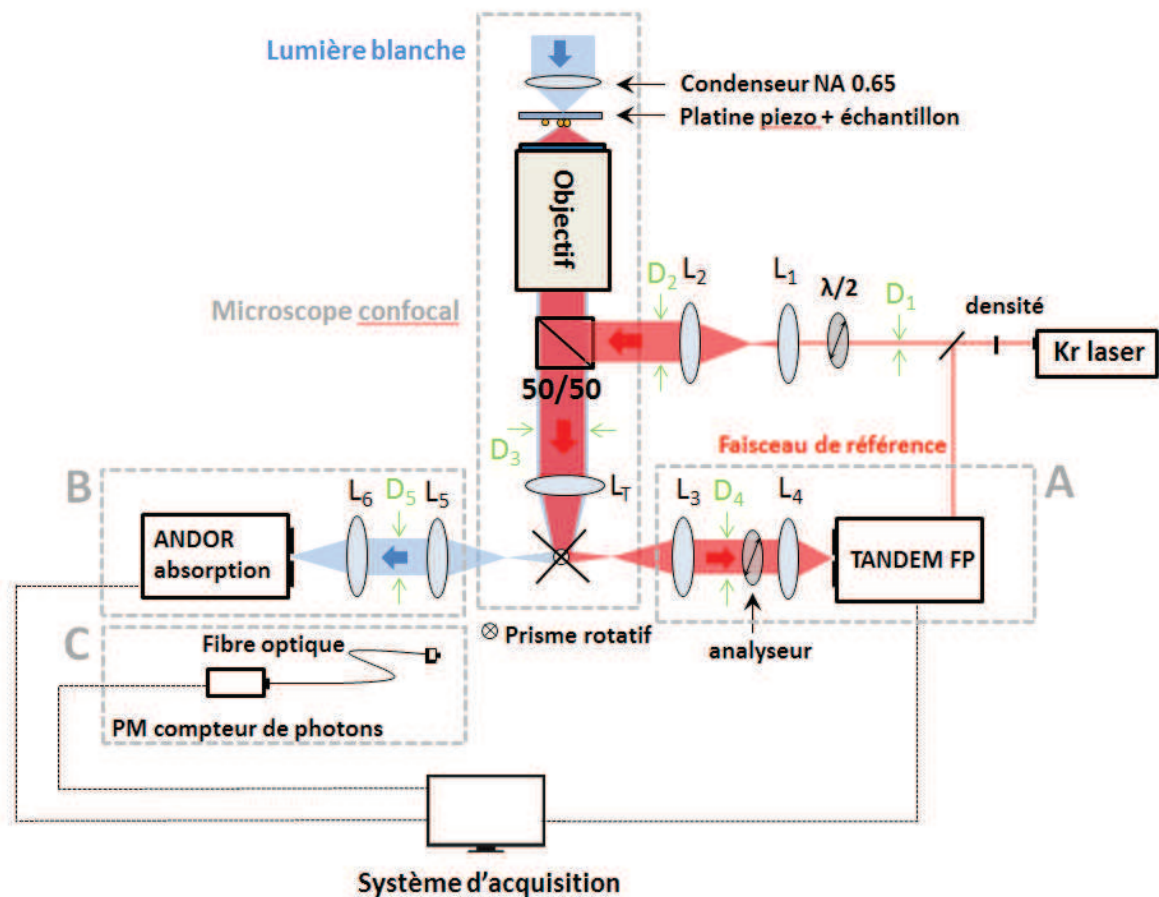 Lumière blanche
Condenseur NA 0.65
Platine piezo + échantillon
Objectif
Microscope confocal
D2
L2
L1
λ/2
D1
densité
Kr laser
50/50
D3
LT
Faisceau de référence
A
B
L6
D5
L5
L3
D4
L4
ANDOR
absorption
TANDEM FP
⊗ Prisme rotatif
analyseur
C
Fibre optique
PM compteur de photons
Système d'acquisition